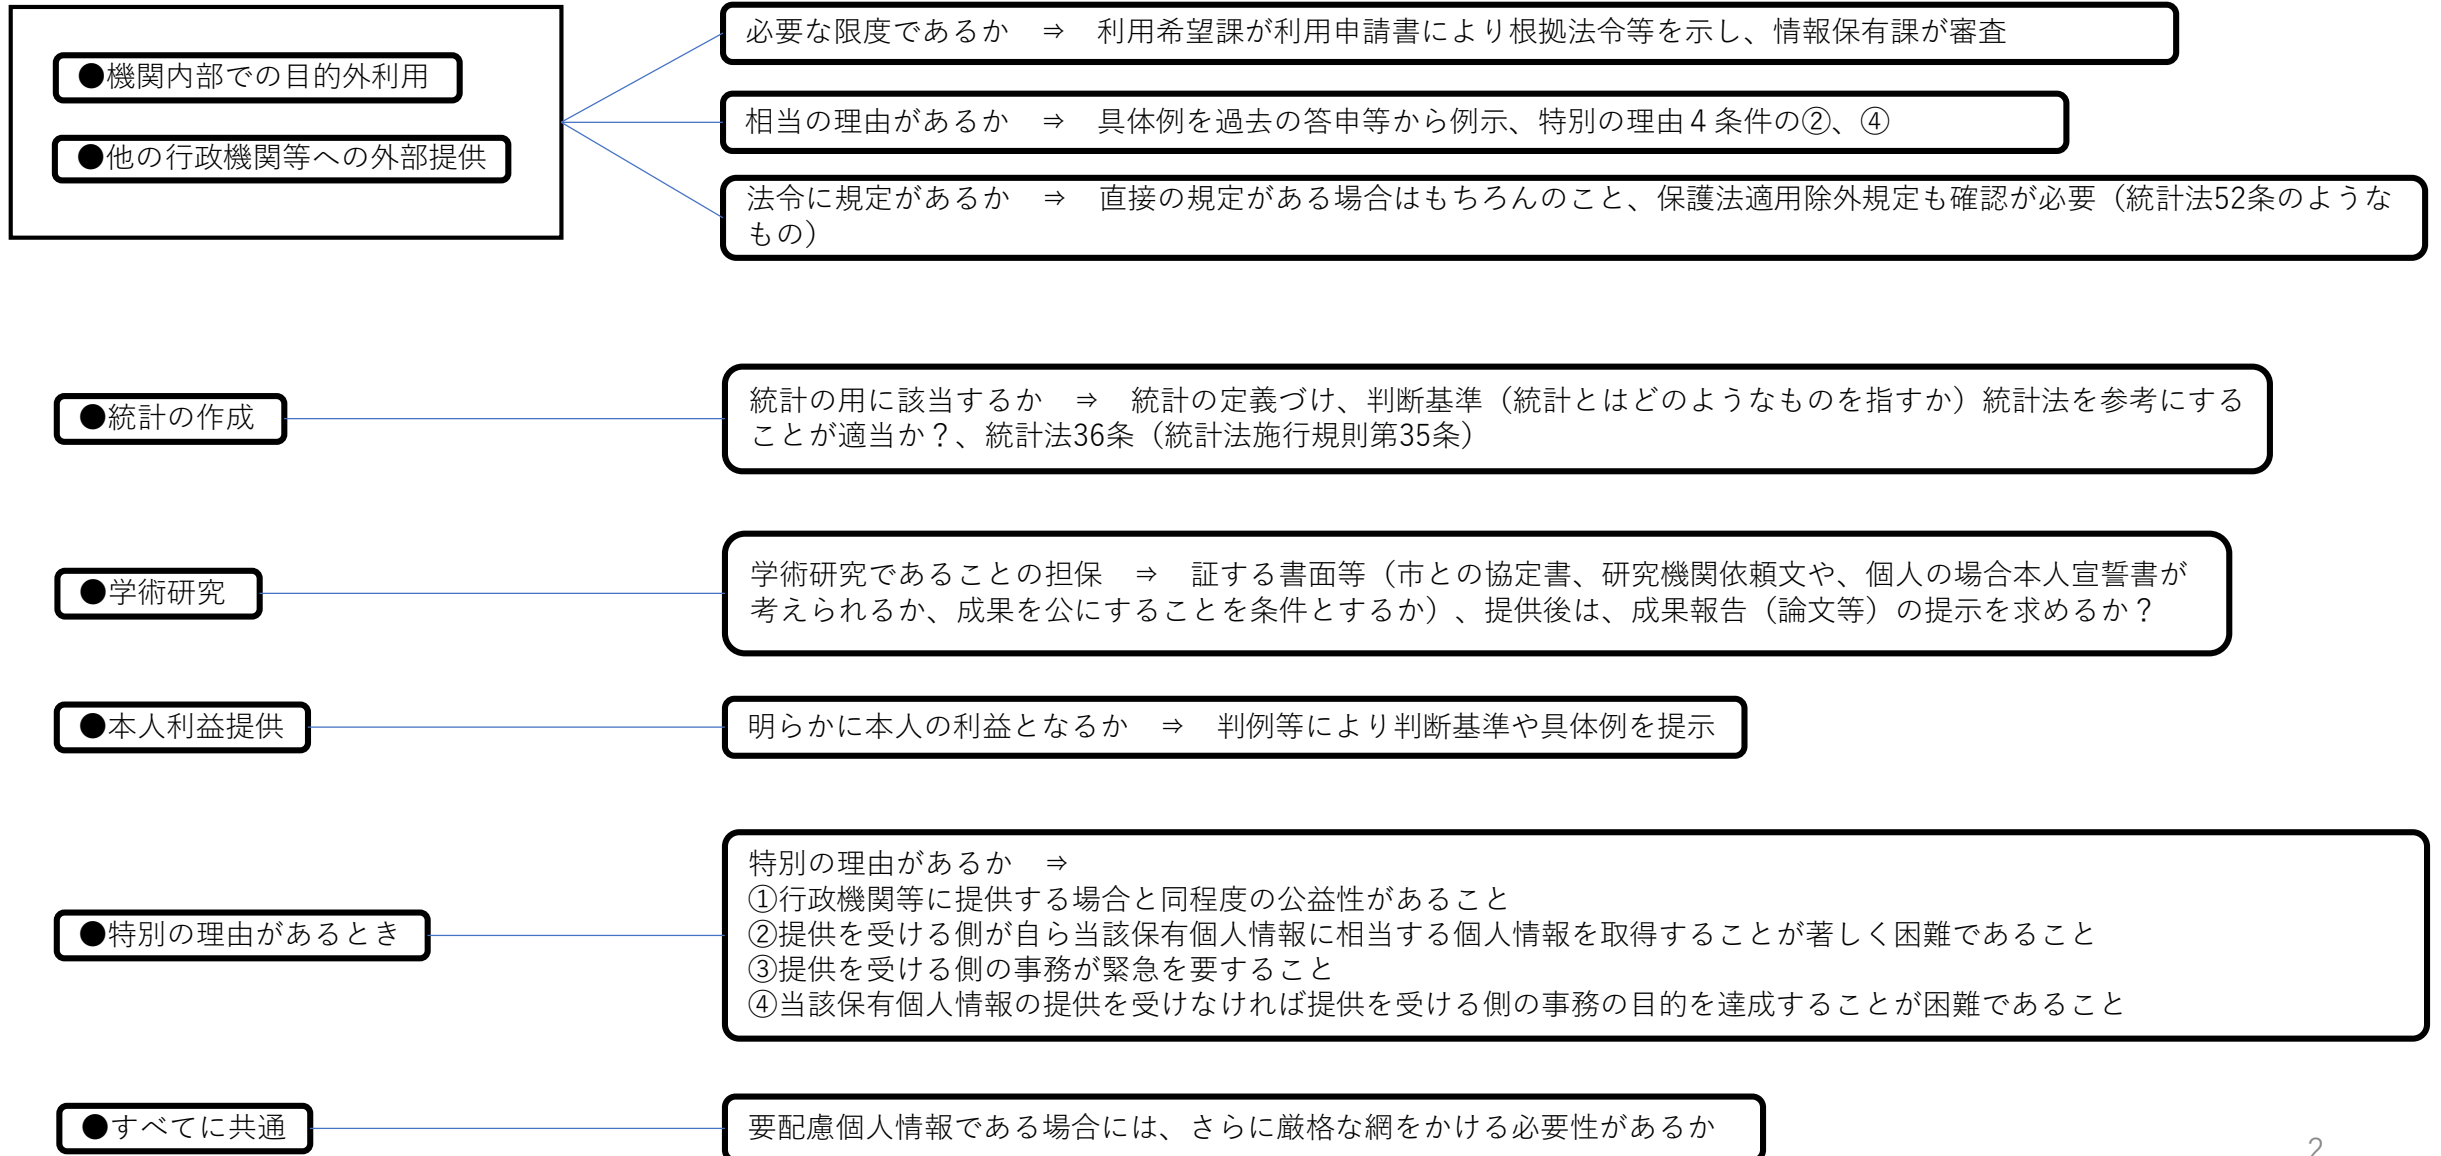 ●機関内部での目的外利用
●他の行政機関等への外部提供
必要な限度であるか　⇒　利用希望課が利用申請書により根拠法令等を示し、情報保有課が審査
相当の理由があるか　⇒　具体例を過去の答申等から例示、特別の理由４条件の②、④
法令に規定があるか　⇒　直接の規定がある場合はもちろんのこと、保護法適用除外規定も確認が必要（統計法52条のような
もの）
●統計の作成
統計の用に該当するか　⇒　統計の定義づけ、判断基準（統計とはどのようなものを指すか）統計法を参考にする
ことが適当か？、統計法36条（統計法施行規則第35条）
●学術研究
学術研究であることの担保　⇒　証する書面等（市との協定書、研究機関依頼文や、個人の場合本人宣誓書が
考えられるか、成果を公にすることを条件とするか）、提供後は、成果報告（論文等）の提示を求めるか？
●本人利益提供
明らかに本人の利益となるか　⇒　判例等により判断基準や具体例を提示
●特別の理由があるとき
特別の理由があるか　⇒
①行政機関等に提供する場合と同程度の公益性があること
②提供を受ける側が自ら当該保有個人情報に相当する個人情報を取得することが著しく困難であること
③提供を受ける側の事務が緊急を要すること
④当該保有個人情報の提供を受けなければ提供を受ける側の事務の目的を達成することが困難であること
●すべてに共通
要配慮個人情報である場合には、さらに厳格な網をかける必要性があるか
2